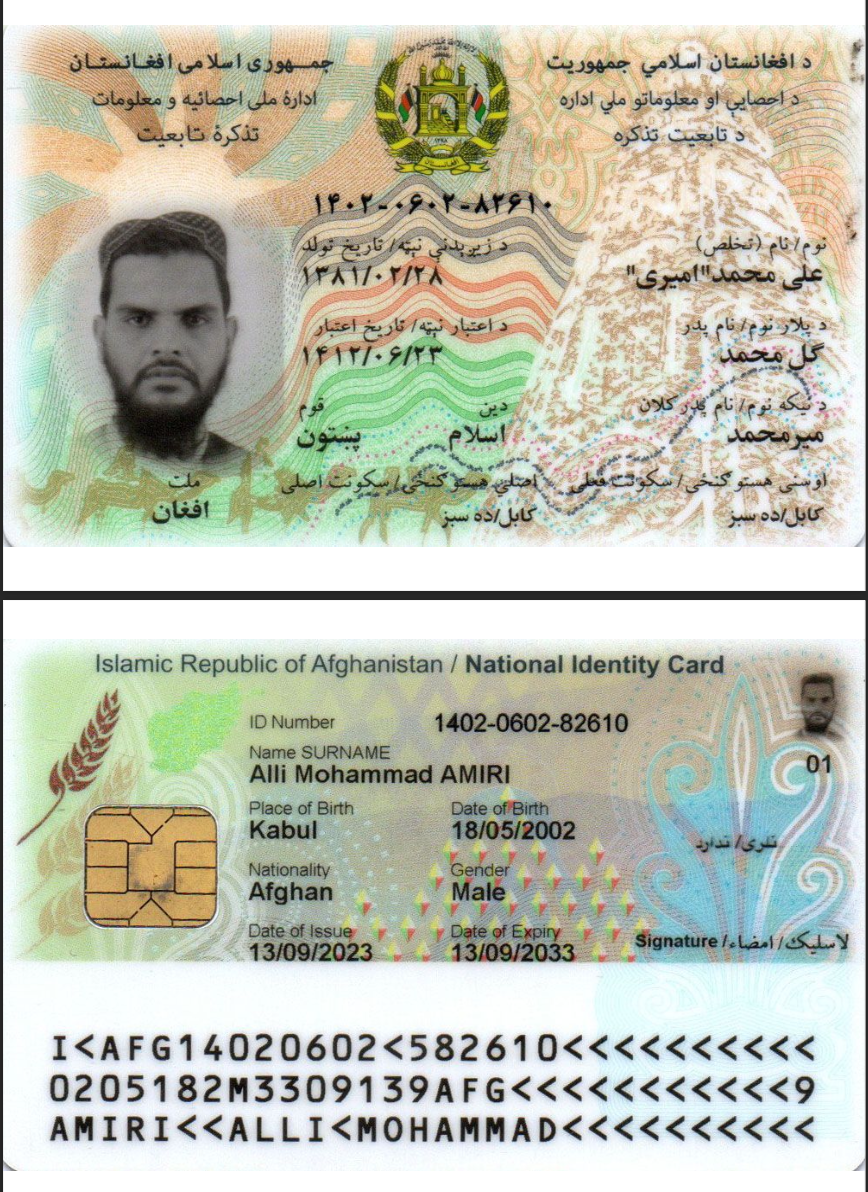 جمهوری اسلامی افغانستان
ادارهٔ ملی احصائیه و معلومات
تذکرهٔ تابعیت
د افغانستان اسلامي جمهوریت
د احصایې او معلوماتو ملي اداره
د تابعیت تذکره
۱۴۰۲-۰۶۰۲-۸۲۶۱۰
نوم/ نام (تخلص)
علی محمد"امیری"
د زیږیدنې نېټه/ تاریخ تولد
۱۳۸۱/۰۲/۲۸
د پلار نوم/ نام پدر
گل محمد
د اعتبار نېټه/ تاریخ اعتبار
۱۴۱۲/۰۶/۲۳
د نیکه نوم/ نام پدر کلان
میرمحمد
دین
اسلام
قوم
پښتون
اوسنی هستوګنځی/ سکونت فعلی
کابل/ده سبز
اصلي هستوګنځی/ سکونت اصلی
کابل/ده سبز
ملت
افغان
Islamic Republic of Afghanistan / National Identity Card
ID Number 1402-0602-82610
Name SURNAME
Alli Mohammad AMIRI
01
Place of Birth Date of Birth
Kabul 18/05/2002
نلري/ ندارد
Nationality Gender
Afghan Male
Date of Issue Date of Expiry
13/09/2023 13/09/2033
لاسلیک/ امضاء/ Signature
I<AFG14020602<582610<<<<<<<<<<
0205182M3309139AFG<<<<<<<<<<<9
AMIRI<<ALLI<MOHAMMAD<<<<<<<<<<